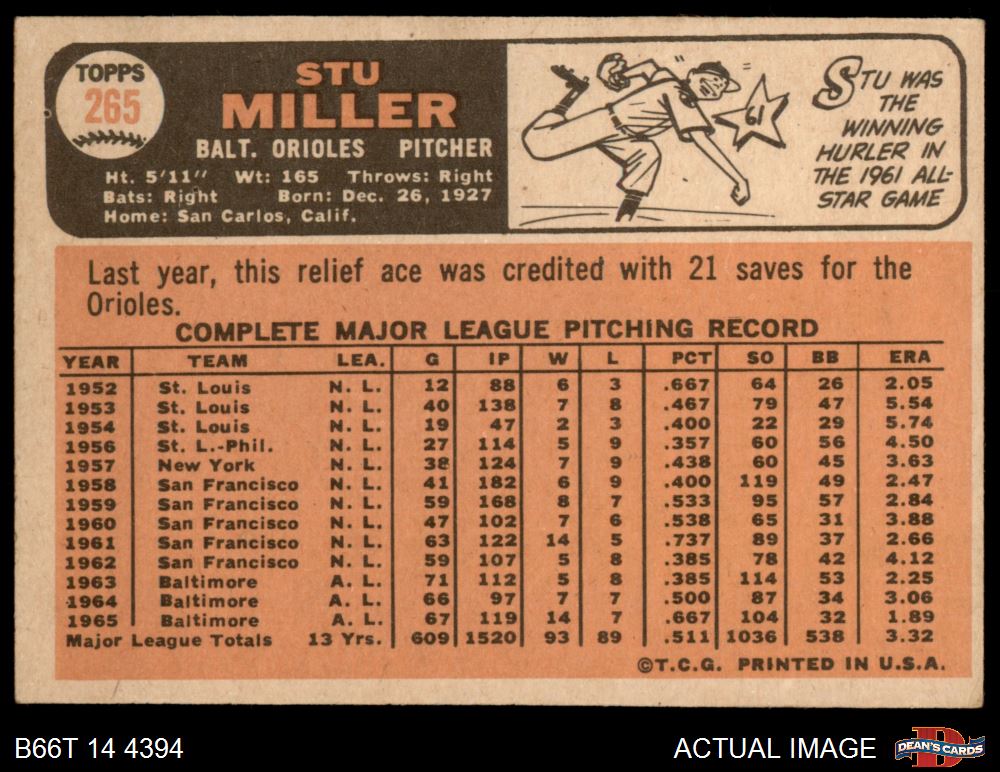 TOPPS
265
STU
MILLER
BALT. ORIOLES PITCHER
Ht. 5'11" Wt: 165 Throws: Right
Bats: Right Born: Dec. 26, 1927
Home: San Carlos, Calif.
61
STU WAS
THE
WINNING
HURLER IN
THE 1961 ALL-
STAR GAME
Last year, this relief ace was credited with 21 saves for the
Orioles.
COMPLETE MAJOR LEAGUE PITCHING RECORD
YEAR TEAM LEA. G IP W L PCT SO BB ERA
1952 St. Louis N. L. 12 88 6 3 .667 64 26 2.05
1953 St. Louis N. L. 40 138 7 8 .467 79 47 5.54
1954 St. Louis N. L. 19 47 2 3 .400 22 29 5.74
1956 St. L.-Phil. N. L. 27 114 5 9 .357 60 56 4.50
1957 New York N. L. 38 124 7 9 .438 60 45 3.63
1958 San Francisco N. L. 41 182 6 9 .400 119 49 2.47
1959 San Francisco N. L. 59 168 8 7 .533 95 57 2.84
1960 San Francisco N. L. 47 102 7 6 .538 65 31 3.88
1961 San Francisco N. L. 63 122 14 5 .737 89 37 2.66
1962 San Francisco N. L. 59 107 5 8 .385 78 42 4.12
1963 Baltimore A. L. 71 112 5 8 .385 114 53 2.25
1964 Baltimore A. L. 66 97 7 7 .500 87 34 3.06
1965 Baltimore A. L. 67 119 14 7 .667 104 32 1.89
Major League Totals 13 Yrs. 609 1520 93 89 .511 1036 538 3.32
©T.C.G. PRINTED IN U.S.A.
B66T 14 4394
ACTUAL IMAGE
D
DEAN'S CARDS